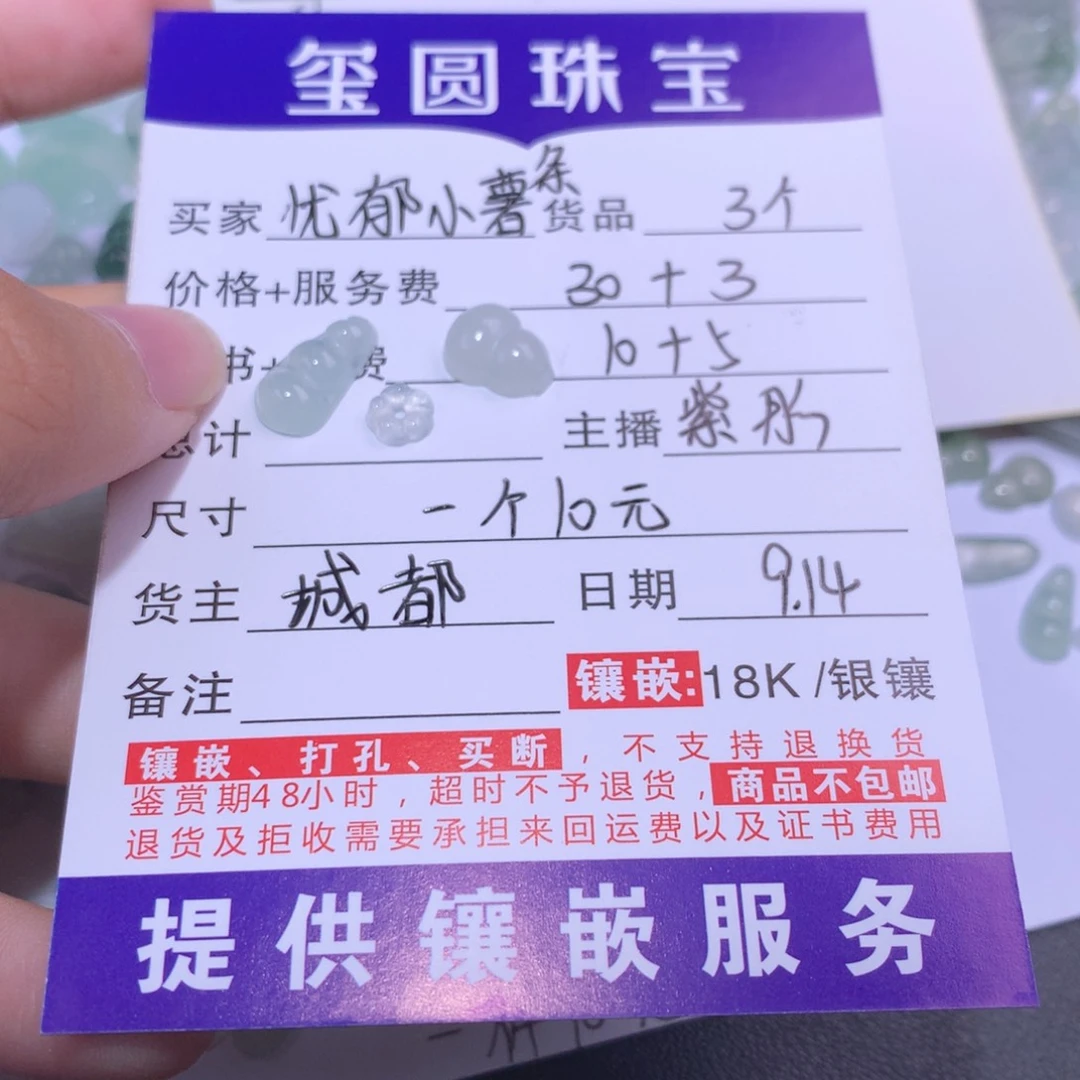 玺圆珠宝
买家 忧郁小薯条 货品 3个
价格+服务费 30+3
书+ 费 10+5
总计 主播 紫彤
尺寸 一个10元
货主 城都 日期 9.14
备注 镶嵌:18K/银镶
镶嵌、打孔、买断，不支持退换货
鉴赏期48小时，超时不予退货，商品不包邮
退货及拒收需要承担来回运费以及证书费用
提供镶嵌服务